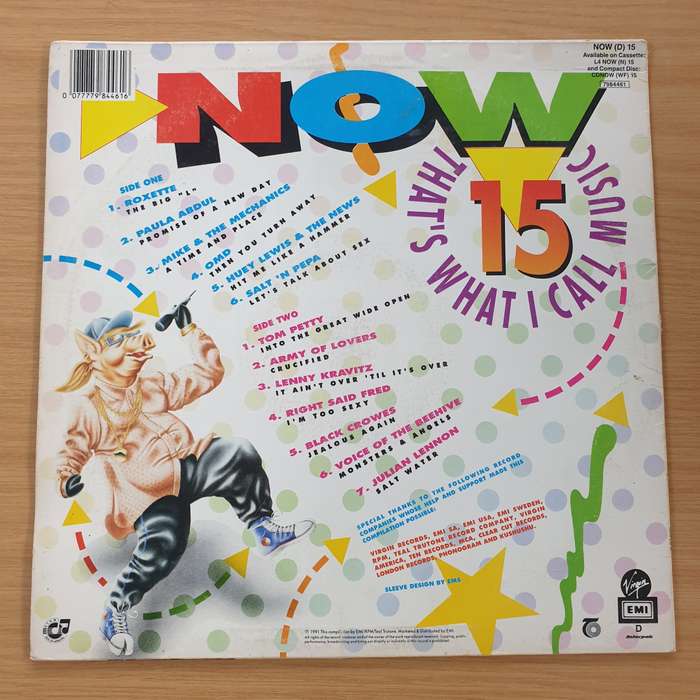 0 077779 844616
NOW (D) 15
Available on Cassette:
L4 NOW (N) 15
and Compact Disc:
CDNOW (WF) 15
7984461
NOW
15
THAT'S WHAT I CALL MUSIC
SIDE ONE
1- ROXETTE
THE BIG "L"
2- PAULA ABDUL
PROMISE OF A NEW DAY
3- MIKE & THE MECHANICS
A TIME AND PLACE
4- OMD
THEN YOU TURN AWAY
5- HUEY LEWIS & THE NEWS
HIT ME LIKE A HAMMER
6- SALT 'N PEPA
LET'S TALK ABOUT SEX
SIDE TWO
1- TOM PETTY
INTO THE GREAT WIDE OPEN
2- ARMY OF LOVERS
CRUCIFIED
3- LENNY KRAVITZ
IT AIN'T OVER 'TIL IT'S OVER
4- RIGHT SAID FRED
I'M TOO SEXY
5- BLACK CROWES
JEALOUS AGAIN
6- VOICE OF THE BEEHIVE
MONSTERS & ANGELS
7- JULIAN LENNON
SALT WATER
SPECIAL THANKS TO THE FOLLOWING RECORD
COMPANIES WHOSE HELP AND SUPPORT MADE THIS
COMPILATION POSSIBLE:
VIRGIN RECORDS, EMI SA, EMI USA, EMI SWEDEN,
RPM, TEAL TRUTONE RECORD COMPANY, VIRGIN
AMERICA, TEN RECORDS, MCA, CLEAR CUT RECORDS,
LONDON RECORDS, PHONOGRAM AND KUSHUSHU.
SLEEVE DESIGN BY EMS
Virgin
EMI
D